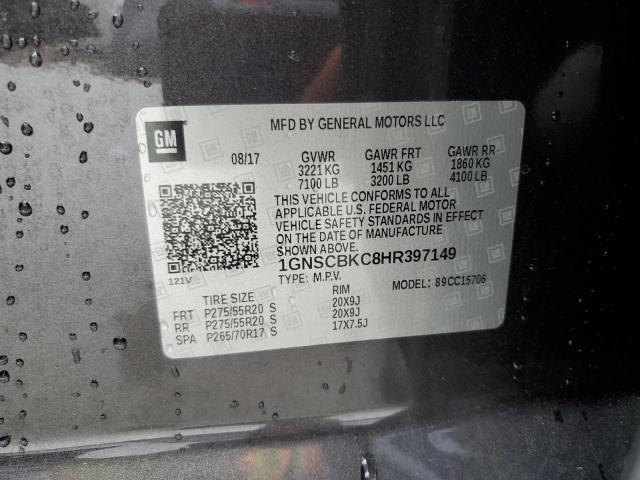 MFD BY GENERAL MOTORS LLC
GM
08/17 GVWR GAWR FRT GAWR RR
3221 KG 1451 KG 1860 KG
7100 LB 3200 LB 4100 LB
THIS VEHICLE CONFORMS TO ALL
APPLICABLE U.S. FEDERAL MOTOR
VEHICLE SAFETY STANDARDS IN EFFECT
ON THE DATE OF MANUFACTURE
SHOWN ABOVE.
1GNSCBKC8HR397149
121V
TYPE: M.P.V. MODEL: 89CC15706
TIRE SIZE RIM
FRT P275/55R20 S 20X9J
RR P275/55R20 S 20X9J
SPA P265/70R17 S 17X7.5J